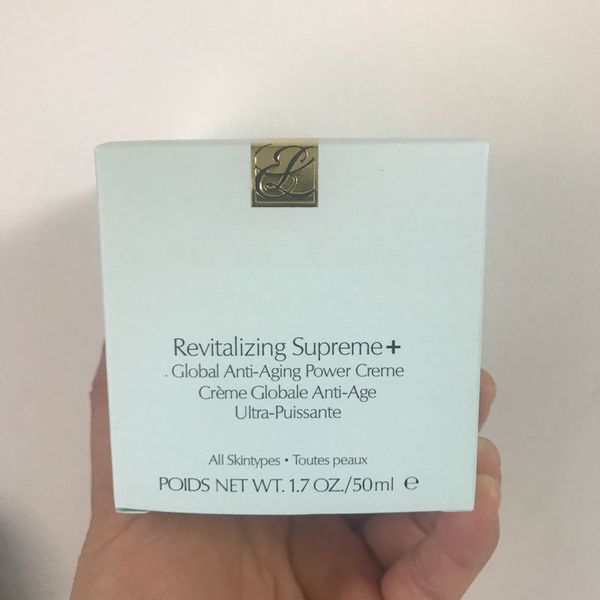 EL
Revitalizing Supreme+
. Global Anti-Aging Power Creme
Crème Globale Anti-Age
Ultra-Puissante
All Skintypes • Toutes peaux
POIDS NET WT. 1.7 OZ./50ml ℮